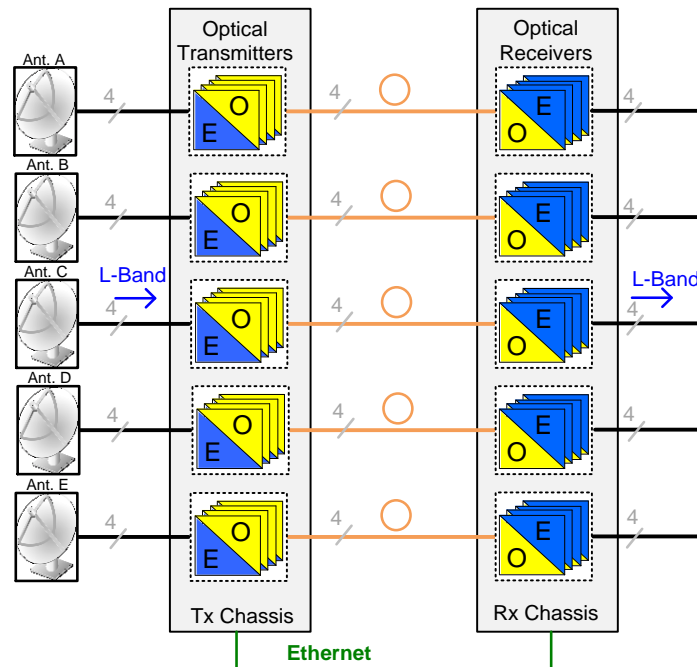 Optical
Transmitters
Optical
Receivers
Ant. A
4
E
O
4
E
O
4
Ant. B
4
E
O
4
E
O
4
Ant. C
L-Band
4
E
O
4
E
O
L-Band
4
Ant. D
4
E
O
4
E
O
4
Ant. E
4
E
O
4
E
O
4
Tx Chassis
Rx Chassis
Ethernet